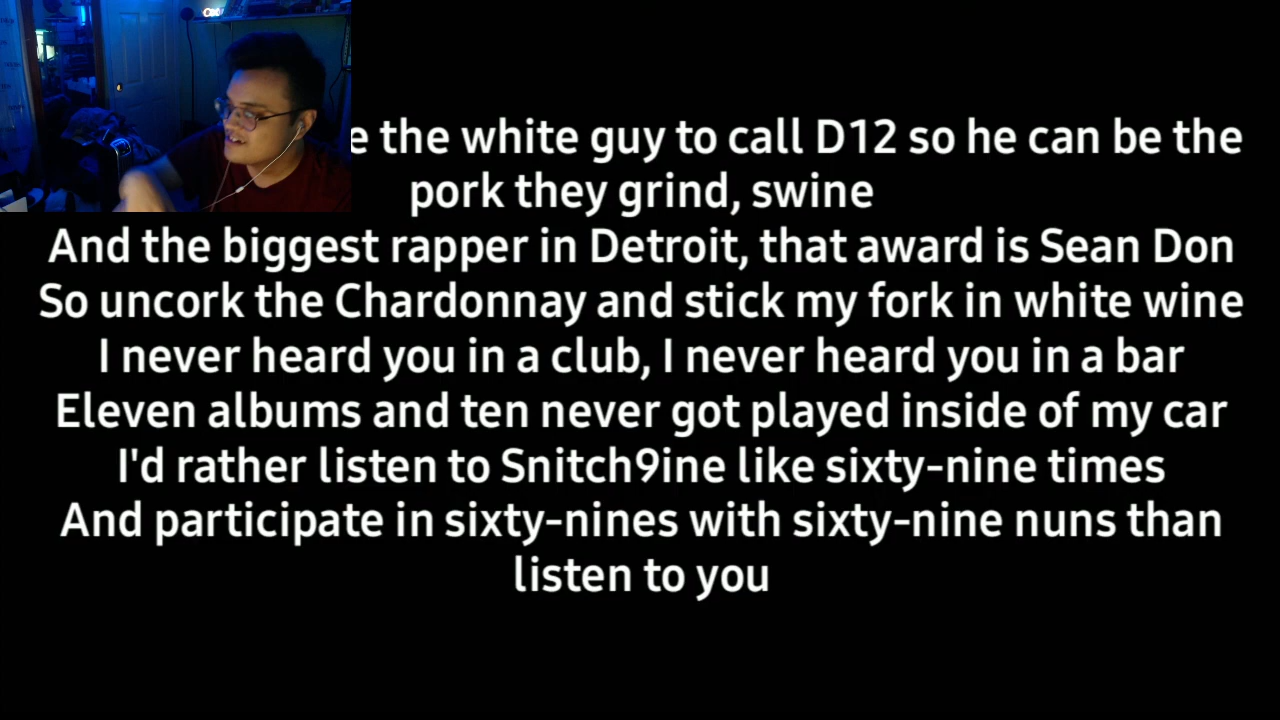 e the white guy to call D12 so he can be the
pork they grind, swine
And the biggest rapper in Detroit, that award is Sean Don
So uncork the Chardonnay and stick my fork in white wine
I never heard you in a club, I never heard you in a bar
Eleven albums and ten never got played inside of my car
I'd rather listen to Snitch9ine like sixty-nine times
And participate in sixty-nines with sixty-nine nuns than
listen to you